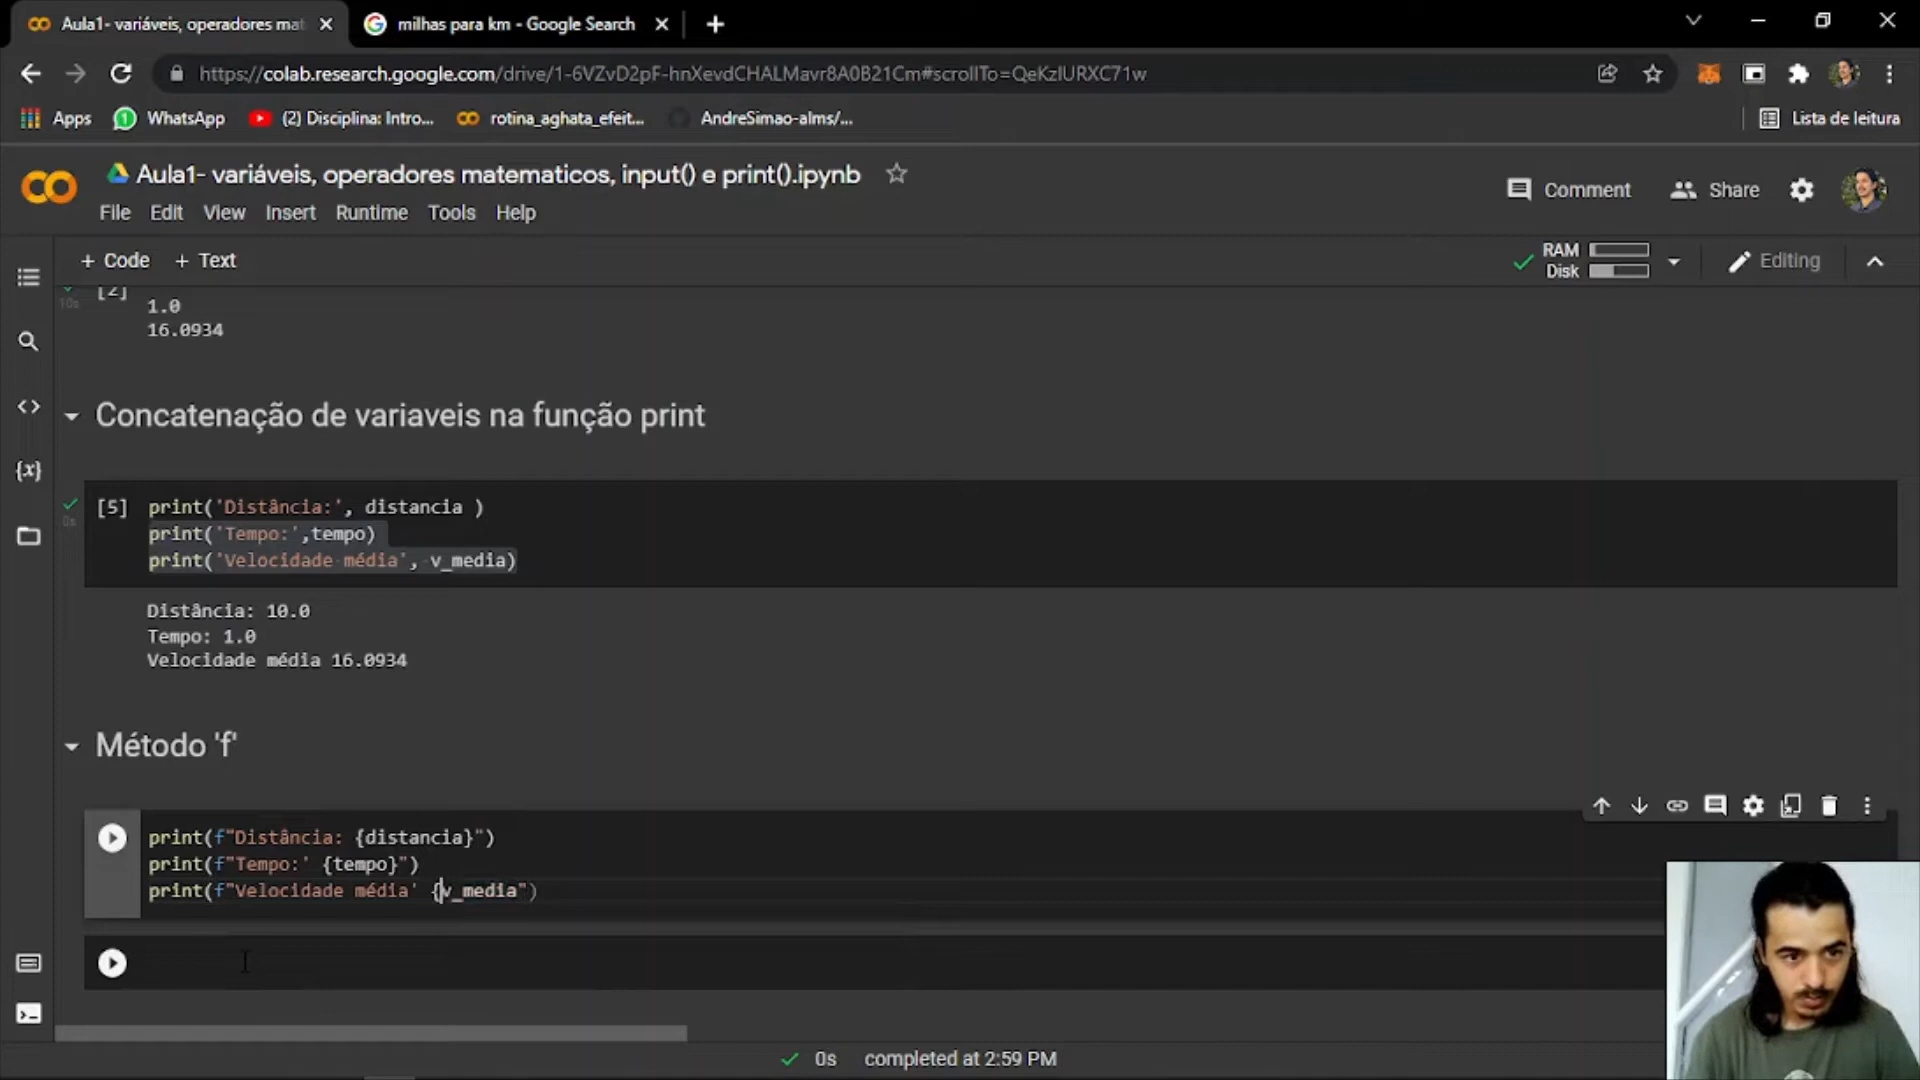 Aula1- variáveis, operadores mat
milhas para km - Google Search
https://colab.research.google.com/drive/1-6VZvD2pF-hnXevdCHALMavr8A0B21Cm#scrollTo=QeKzIURXC71w
Apps
WhatsApp
(2) Disciplina: Intro...
rotina_aghata_efeit...
AndreSimao-alms/...
Lista de leitura
Aula1- variáveis, operadores matematicos, input() e print().ipynb
Comment
Share
File Edit View Insert Runtime Tools Help
+ Code + Text
RAM
Disk
Editing
10s
[2]
1.0
16.0934
Concatenação de variaveis na função print
0s
[5] print('Distância:', distancia )
print('Tempo:',tempo)
print('Velocidade média', v_media)
Distância: 10.0
Tempo: 1.0
Velocidade média 16.0934
Método 'f'
print(f"Distância: {distancia}")
print(f"Tempo:' {tempo}")
print(f"Velocidade média' {v_media")
0s completed at 2:59 PM